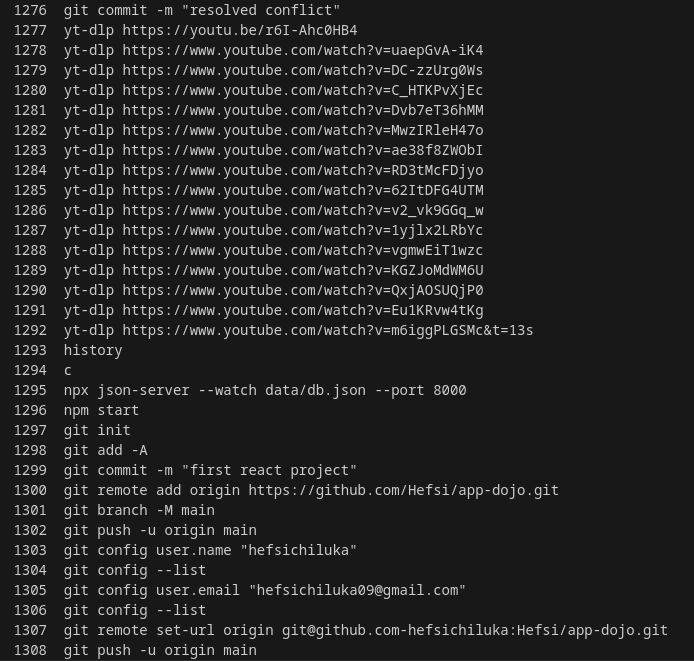 1276 git commit -m "resolved conflict"
1277 yt-dlp https://youtu.be/r6I-Ahc0HB4
1278 yt-dlp https://www.youtube.com/watch?v=uaepGvA-iK4
1279 yt-dlp https://www.youtube.com/watch?v=DC-zzUrg0Ws
1280 yt-dlp https://www.youtube.com/watch?v=C_HTKPvXjEc
1281 yt-dlp https://www.youtube.com/watch?v=Dvb7eT36hMM
1282 yt-dlp https://www.youtube.com/watch?v=MwzIRleH47o
1283 yt-dlp https://www.youtube.com/watch?v=ae38f8ZWObI
1284 yt-dlp https://www.youtube.com/watch?v=RD3tMcFDjyo
1285 yt-dlp https://www.youtube.com/watch?v=62ItDFG4UTM
1286 yt-dlp https://www.youtube.com/watch?v=v2_vk9GGq_w
1287 yt-dlp https://www.youtube.com/watch?v=1yjlx2LRbYc
1288 yt-dlp https://www.youtube.com/watch?v=vgmwEiT1wzc
1289 yt-dlp https://www.youtube.com/watch?v=KGZJoMdWM6U
1290 yt-dlp https://www.youtube.com/watch?v=QxjAOSUQjP0
1291 yt-dlp https://www.youtube.com/watch?v=Eu1KRvw4tKg
1292 yt-dlp https://www.youtube.com/watch?v=m6iggPLGSMc&t=13s
1293 history
1294 c
1295 npx json-server --watch data/db.json --port 8000
1296 npm start
1297 git init
1298 git add -A
1299 git commit -m "first react project"
1300 git remote add origin https://github.com/Hefsi/app-dojo.git
1301 git branch -M main
1302 git push -u origin main
1303 git config user.name "hefsichiluka"
1304 git config --list
1305 git config user.email "hefsichiluka09@gmail.com"
1306 git config --list
1307 git remote set-url origin git@github.com-hefsichiluka:Hefsi/app-dojo.git
1308 git push -u origin main